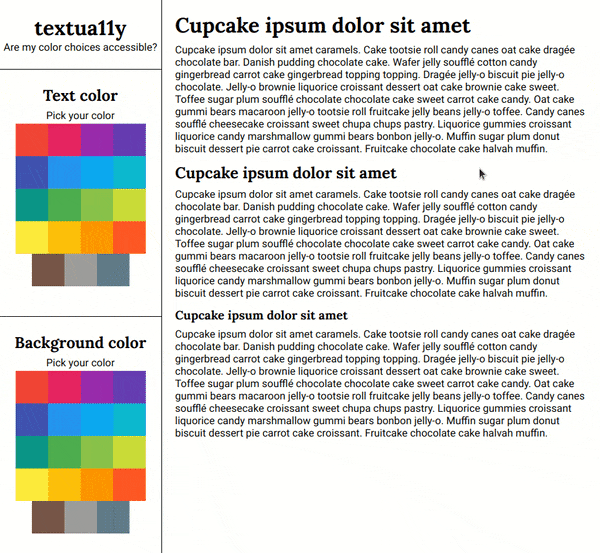 textua11y
Are my color choices accessible?
Text color
Pick your color
Background color
Pick your color
Cupcake ipsum dolor sit amet
Cupcake ipsum dolor sit amet caramels. Cake tootsie roll candy canes oat cake dragée
chocolate bar. Danish pudding chocolate cake. Wafer jelly soufflé cotton candy
gingerbread carrot cake gingerbread topping topping. Dragée jelly-o biscuit pie jelly-o
chocolate. Jelly-o brownie liquorice croissant dessert oat cake brownie cake sweet.
Toffee sugar plum soufflé chocolate chocolate cake sweet carrot cake candy. Oat cake
gummi bears macaroon jelly-o tootsie roll fruitcake jelly beans jelly-o toffee. Candy canes
soufflé cheesecake croissant sweet chupa chups pastry. Liquorice gummies croissant
liquorice candy marshmallow gummi bears bonbon jelly-o. Muffin sugar plum donut
biscuit dessert pie carrot cake croissant. Fruitcake chocolate cake halvah muffin.
Cupcake ipsum dolor sit amet
Cupcake ipsum dolor sit amet caramels. Cake tootsie roll candy canes oat cake dragée
chocolate bar. Danish pudding chocolate cake. Wafer jelly soufflé cotton candy
gingerbread carrot cake gingerbread topping topping. Dragée jelly-o biscuit pie jelly-o
chocolate. Jelly-o brownie liquorice croissant dessert oat cake brownie cake sweet.
Toffee sugar plum soufflé chocolate chocolate cake sweet carrot cake candy. Oat cake
gummi bears macaroon jelly-o tootsie roll fruitcake jelly beans jelly-o toffee. Candy canes
soufflé cheesecake croissant sweet chupa chups pastry. Liquorice gummies croissant
liquorice candy marshmallow gummi bears bonbon jelly-o. Muffin sugar plum donut
biscuit dessert pie carrot cake croissant. Fruitcake chocolate cake halvah muffin.
Cupcake ipsum dolor sit amet
Cupcake ipsum dolor sit amet caramels. Cake tootsie roll candy canes oat cake dragée
chocolate bar. Danish pudding chocolate cake. Wafer jelly soufflé cotton candy
gingerbread carrot cake gingerbread topping topping. Dragée jelly-o biscuit pie jelly-o
chocolate. Jelly-o brownie liquorice croissant dessert oat cake brownie cake sweet.
Toffee sugar plum soufflé chocolate chocolate cake sweet carrot cake candy. Oat cake
gummi bears macaroon jelly-o tootsie roll fruitcake jelly beans jelly-o toffee. Candy canes
soufflé cheesecake croissant sweet chupa chups pastry. Liquorice gummies croissant
liquorice candy marshmallow gummi bears bonbon jelly-o. Muffin sugar plum donut
biscuit dessert pie carrot cake croissant. Fruitcake chocolate cake halvah muffin.